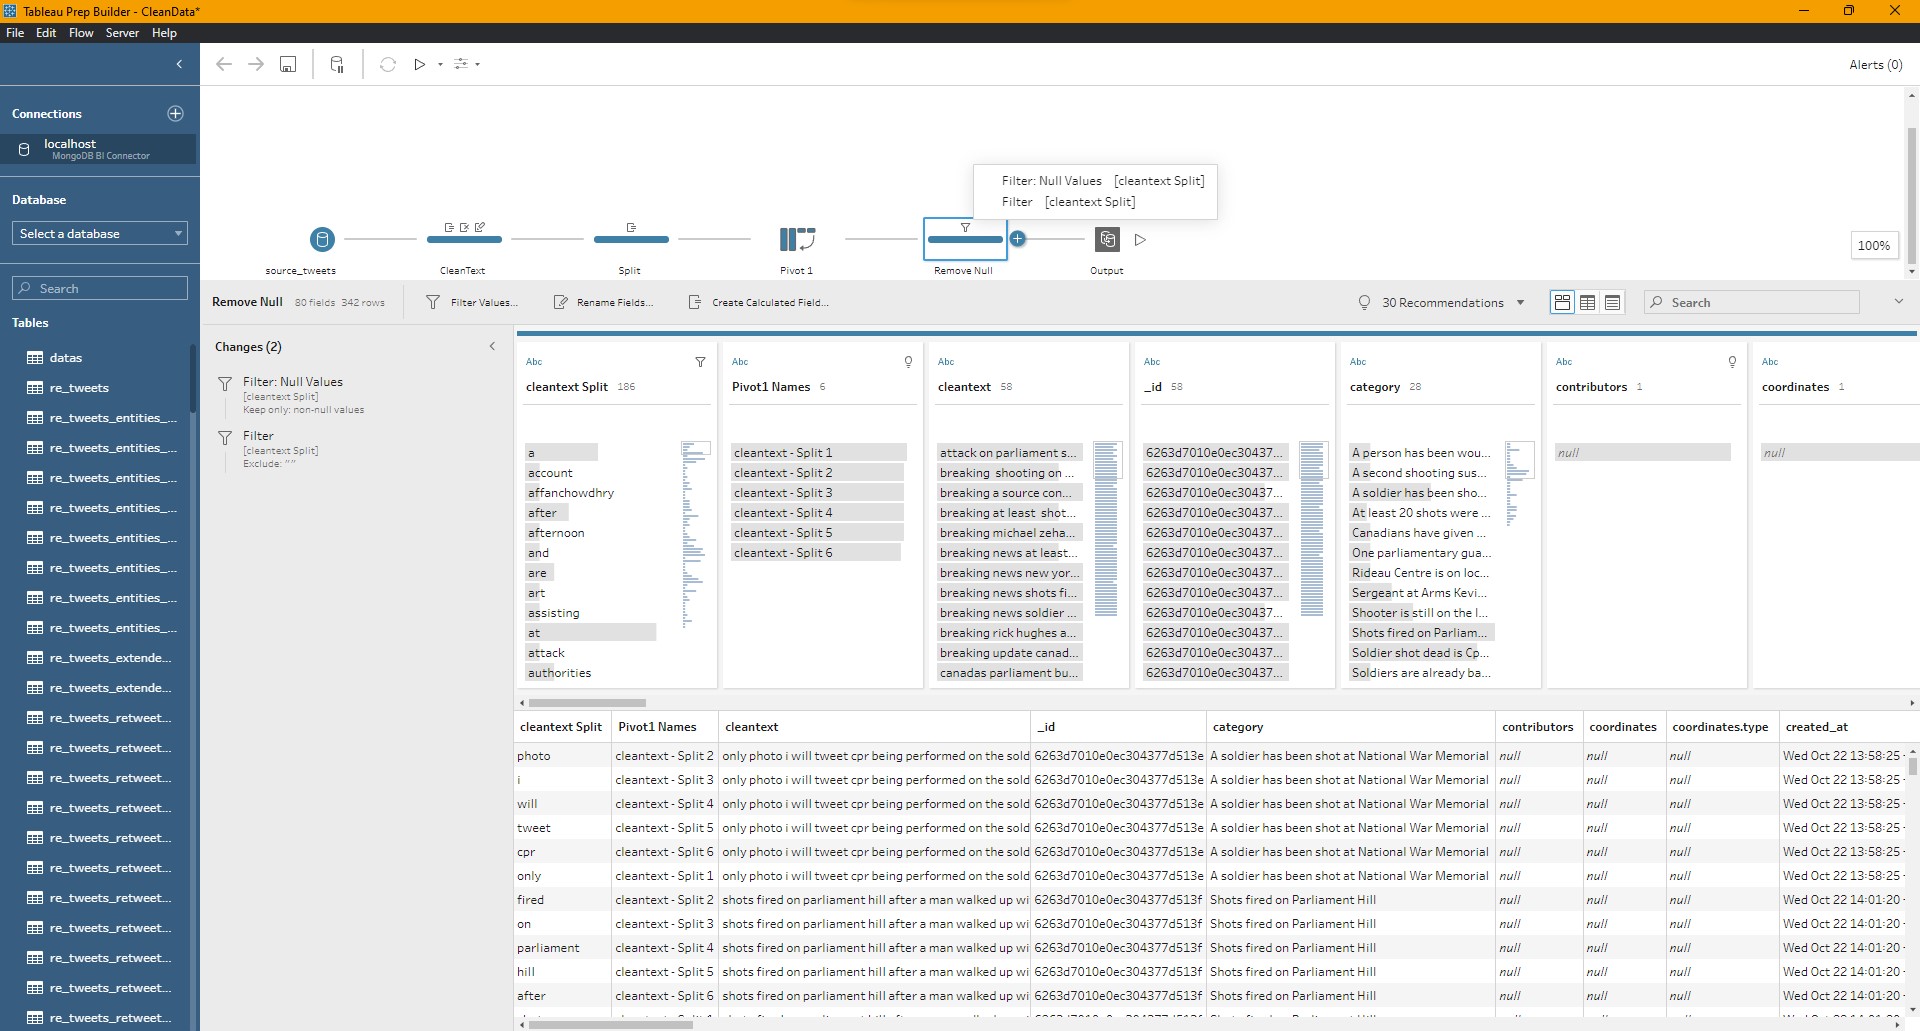 Tableau Prep Builder - CleanData*
File Edit Flow Server Help
Alerts (0)
Connections
localhost
MongoDB BI Connector
Database
Select a database
Search
Tables
datas
re_tweets
re_tweets_entities_...
re_tweets_entities_...
re_tweets_entities_...
re_tweets_entities_...
re_tweets_entities_...
re_tweets_entities_...
re_tweets_entities_...
re_tweets_entities_...
re_tweets_extende...
re_tweets_extende...
re_tweets_retweet...
re_tweets_retweet...
re_tweets_retweet...
re_tweets_retweet...
re_tweets_retweet...
re_tweets_retweet...
re_tweets_retweet...
re_tweets_retweet...
re_tweets_retweet...
re_tweets_retweet...
re_tweets_retweet...
Filter: Null Values [cleantext Split]
Filter [cleantext Split]
source_tweets
CleanText
Split
Pivot 1
Remove Null
Output
100%
Remove Null 80 fields 342 rows
Filter Values...
Rename Fields...
Create Calculated Field...
30 Recommendations
Search
Changes (2)
Filter: Null Values
[cleantext Split]
Keep only: non-null values
Filter
[cleantext Split]
Exclude: ""
Abc
cleantext Split 186
a
account
affanchowdhry
after
afternoon
and
are
art
assisting
at
attack
authorities
Abc
Pivot1 Names 6
cleantext - Split 1
cleantext - Split 2
cleantext - Split 3
cleantext - Split 4
cleantext - Split 5
cleantext - Split 6
Abc
cleantext 58
attack on parliament s...
breaking shooting on ...
breaking a source con...
breaking at least shot...
breaking michael zeha...
breaking news at least...
breaking news new yor...
breaking news shots fi...
breaking news soldier ...
breaking rick hughes a...
breaking update canad...
canadas parliament bu...
Abc
_id 58
6263d7010e0ec30437...
6263d7010e0ec30437...
6263d7010e0ec30437...
6263d7010e0ec30437...
6263d7010e0ec30437...
6263d7010e0ec30437...
6263d7010e0ec30437...
6263d7010e0ec30437...
6263d7010e0ec30437...
6263d7010e0ec30437...
6263d7010e0ec30437...
6263d7010e0ec30437...
Abc
category 28
A person has been wou...
A second shooting sus...
A soldier has been sho...
At least 20 shots were ...
Canadians have given ...
One parliamentary gua...
Rideau Centre is on loc...
Sergeant at Arms Kevi...
Shooter is still on the l...
Shots fired on Parliam...
Soldier shot dead is Cp...
Soldiers are already ba...
Abc
contributors 1
null
Abc
coordinates 1
null
cleantext Split Pivot1 Names cleantext _id category contributors coordinates coordinates.type created_at
photo cleantext - Split 2 only photo i will tweet cpr being performed on the sold 6263d7010e0ec304377d513e A soldier has been shot at National War Memorial null null null Wed Oct 22 13:58:25
i cleantext - Split 3 only photo i will tweet cpr being performed on the sold 6263d7010e0ec304377d513e A soldier has been shot at National War Memorial null null null Wed Oct 22 13:58:25
will cleantext - Split 4 only photo i will tweet cpr being performed on the sold 6263d7010e0ec304377d513e A soldier has been shot at National War Memorial null null null Wed Oct 22 13:58:25
tweet cleantext - Split 5 only photo i will tweet cpr being performed on the sold 6263d7010e0ec304377d513e A soldier has been shot at National War Memorial null null null Wed Oct 22 13:58:25
cpr cleantext - Split 6 only photo i will tweet cpr being performed on the sold 6263d7010e0ec304377d513e A soldier has been shot at National War Memorial null null null Wed Oct 22 13:58:25
only cleantext - Split 1 only photo i will tweet cpr being performed on the sold 6263d7010e0ec304377d513e A soldier has been shot at National War Memorial null null null Wed Oct 22 13:58:25
fired cleantext - Split 2 shots fired on parliament hill after a man walked up wi 6263d7010e0ec304377d513f Shots fired on Parliament Hill null null null Wed Oct 22 14:01:20
on cleantext - Split 3 shots fired on parliament hill after a man walked up wi 6263d7010e0ec304377d513f Shots fired on Parliament Hill null null null Wed Oct 22 14:01:20
parliament cleantext - Split 4 shots fired on parliament hill after a man walked up wi 6263d7010e0ec304377d513f Shots fired on Parliament Hill null null null Wed Oct 22 14:01:20
hill cleantext - Split 5 shots fired on parliament hill after a man walked up wi 6263d7010e0ec304377d513f Shots fired on Parliament Hill null null null Wed Oct 22 14:01:20
after cleantext - Split 6 shots fired on parliament hill after a man walked up wi 6263d7010e0ec304377d513f Shots fired on Parliament Hill null null null Wed Oct 22 14:01:20